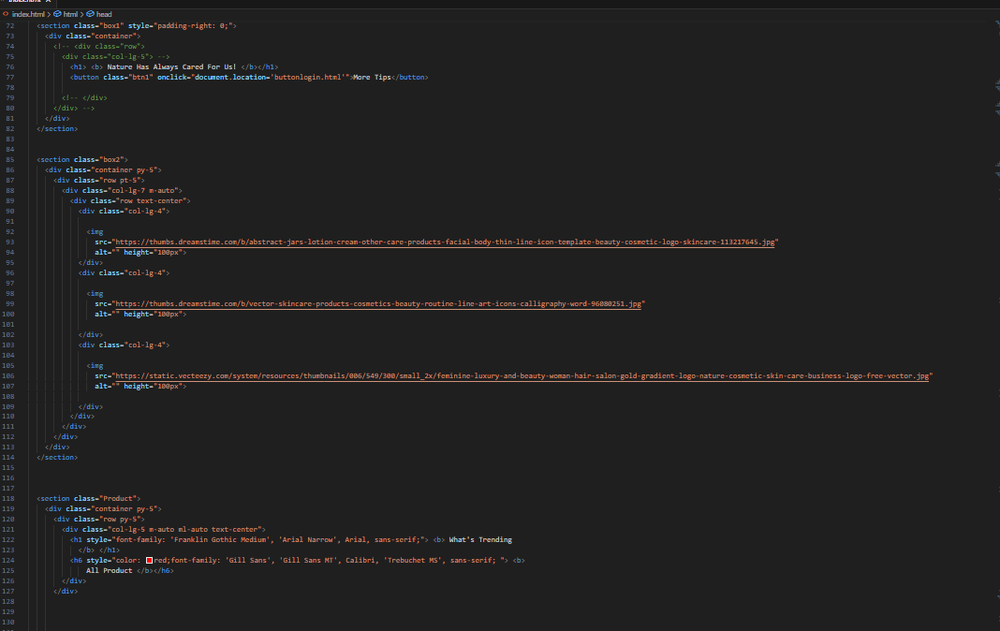 index.html > html > head
72 <section class="box1" style="padding-right: 0;">
73 <div class="container">
74 <!-- <div class="row">
75 <div class="col-lg-5"> -->
76 <h1> <b> Nature Has Always Cared For Us! </b></h1>
77 <button class="btn1" onclick="document.location='buttonlogin.html'">More Tips</button>
78
79 <!-- </div>
80 </div> -->
81 </div>
82 </section>
83
84
85 <section class="box2">
86 <div class="container py-5">
87 <div class="row pt-5">
88 <div class="col-lg-7 m-auto">
89 <div class="row text-center">
90 <div class="col-lg-4">
91
92 <img
93 src="https://thumbs.dreamstime.com/b/abstract-jars-lotion-cream-other-care-products-facial-body-thin-line-icon-template-beauty-cosmetic-logo-skincare-113217645.jpg"
94 alt="" height="100px">
95 </div>
96 <div class="col-lg-4">
97
98 <img
99 src="https://thumbs.dreamstime.com/b/vector-skincare-products-cosmetics-beauty-routine-line-art-icons-calligraphy-word-96080251.jpg"
100 alt="" height="100px">
101
102 </div>
103 <div class="col-lg-4">
104
105 <img
106 src="https://static.vecteezy.com/system/resources/thumbnails/006/549/300/small_2x/feminine-luxury-and-beauty-woman-hair-salon-gold-gradient-logo-nature-cosmetic-skin-care-business-logo-free-vector.jpg"
107 alt="" height="100px">
108
109 </div>
110 </div>
111 </div>
112 </div>
113 </div>
114 </section>
115
116
117
118 <section class="Product">
119 <div class="container py-5">
120 <div class="row py-5">
121 <div class="col-lg-5 m-auto ml-auto text-center">
122 <h1 style="font-family: 'Franklin Gothic Medium', 'Arial Narrow', Arial, sans-serif;"> <b> What's Trending
123 </b> </h1>
124 <h6 style="color: red;font-family: 'Gill Sans', 'Gill Sans MT', Calibri, 'Trebuchet MS', sans-serif; "> <b>
125 All Product </b></h6>
126 </div>
127 </div>
128
129
130